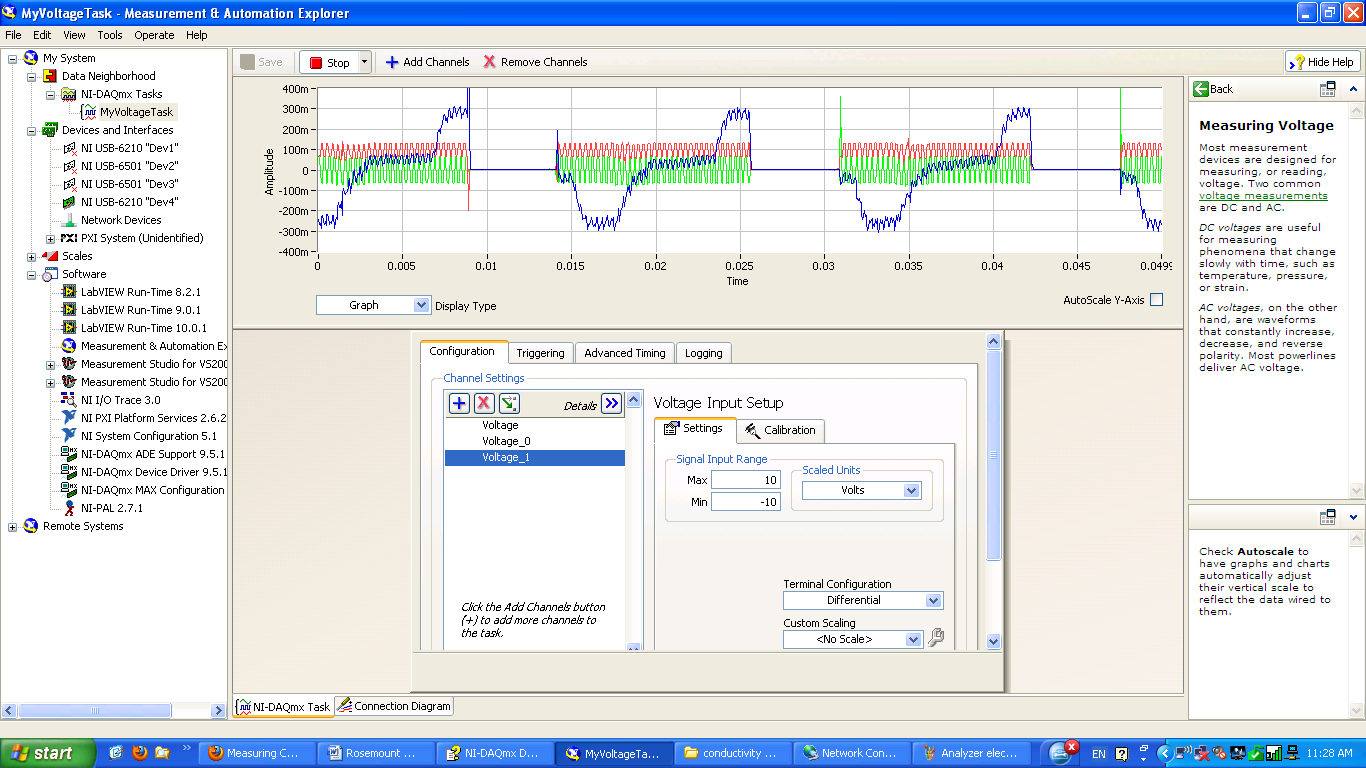 MyVoltageTask - Measurement & Automation Explorer
File Edit View Tools Operate Help
My System
Data Neighborhood
NI-DAQmx Tasks
MyVoltageTask
Devices and Interfaces
NI USB-6210 "Dev1"
NI USB-6501 "Dev2"
NI USB-6501 "Dev3"
NI USB-6210 "Dev4"
Network Devices
PXI PXI System (Unidentified)
Scales
Software
LabVIEW Run-Time 8.2.1
LabVIEW Run-Time 9.0.1
LabVIEW Run-Time 10.0.1
Measurement & Automation Ex
Measurement Studio for VS200
Measurement Studio for VS200
NI I/O Trace 3.0
NI PXI Platform Services 2.6.2
NI System Configuration 5.1
NI-DAQmx ADE Support 9.5.1
NI-DAQmx Device Driver 9.5.1
NI-DAQmx MAX Configuration
NI-PAL 2.7.1
Remote Systems
Save Stop Add Channels Remove Channels Hide Help
Amplitude
400m
300m
200m
100m
0
-100m
-200m
-300m
-400m
0 0.005 0.01 0.015 0.02 0.025 0.03 0.035 0.04 0.045 0.0499
Time
Graph Display Type AutoScale Y-Axis
Configuration Triggering Advanced Timing Logging
Channel Settings
Details
Voltage
Voltage_0
Voltage_1
Click the Add Channels button
(+) to add more channels to
the task.
Voltage Input Setup
Settings Calibration
Signal Input Range
Max 10
Min -10
Scaled Units
Volts
Terminal Configuration
Differential
Custom Scaling
<No Scale>
NI-DAQmx Task Connection Diagram
Back
Measuring Voltage
Most measurement
devices are designed for
measuring, or reading,
voltage. Two common
voltage measurements
are DC and AC.
DC voltages are useful
for measuring
phenomena that change
slowly with time, such as
temperature, pressure,
or strain.
AC voltages, on the other
hand, are waveforms
that constantly increase,
decrease, and reverse
polarity. Most powerlines
deliver AC voltage.
Check Autoscale to
have graphs and charts
automatically adjust
their vertical scale to
reflect the data wired to
them.
start Measuring C... Rosemount ... NI-DAQmx D... MyVoltageTa... conductivity ... Network Con... Analyzer elec... EN 11:28 AM